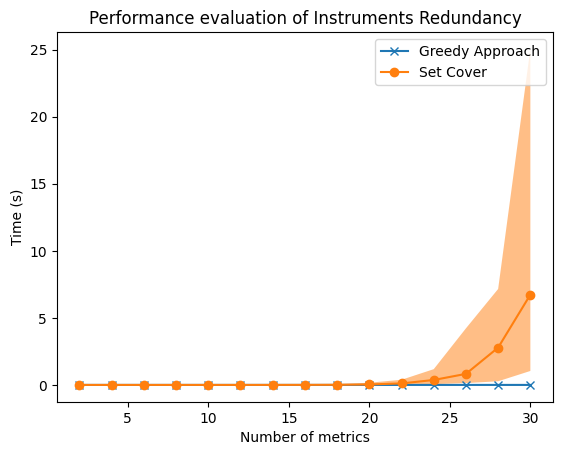 Performance evaluation of Instruments Redundancy
Greedy Approach
Set Cover
Time (s)
25
20
15
10
5
0
5
10
15
20
25
30
Number of metrics